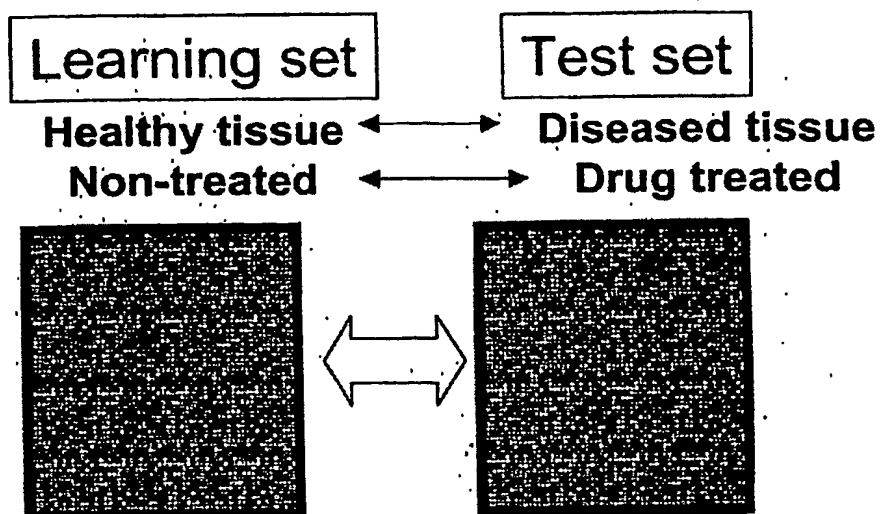 Learning set
Test set
Healthy tissue
Diseased tissue
Non-treated
Drug treated